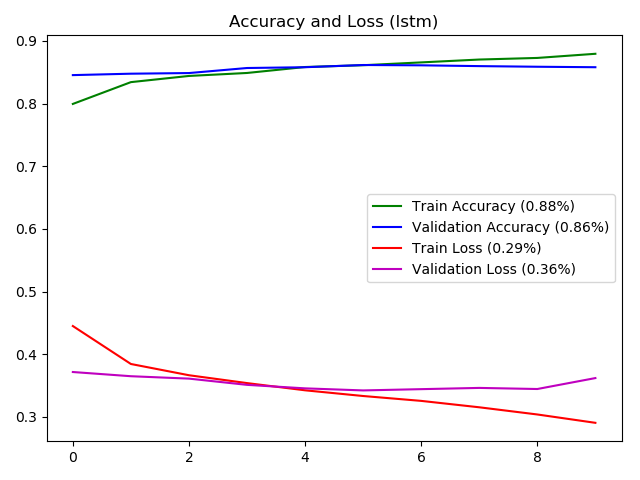 Accuracy and Loss (lstm)
0.9
0.8
0.7
0.6
0.5
0.4
0.3
Train Accuracy (0.88%)
Validation Accuracy (0.86%)
Train Loss (0.29%)
Validation Loss (0.36%)
0 2 4 6 8